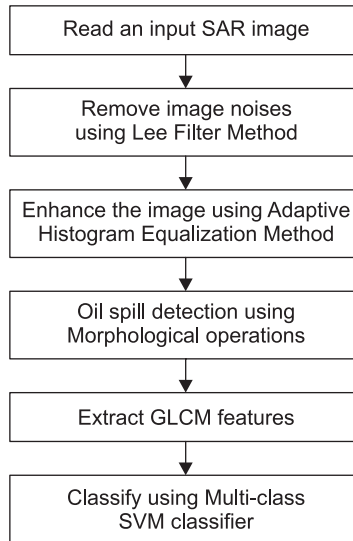 Read an input SAR image
Remove image noises
using Lee Filter Method
Enhance the image using Adaptive
Histogram Equalization Method
Oil spill detection using
Morphological operations
Extract GLCM features
Classify using Multi-class
SVM classifier